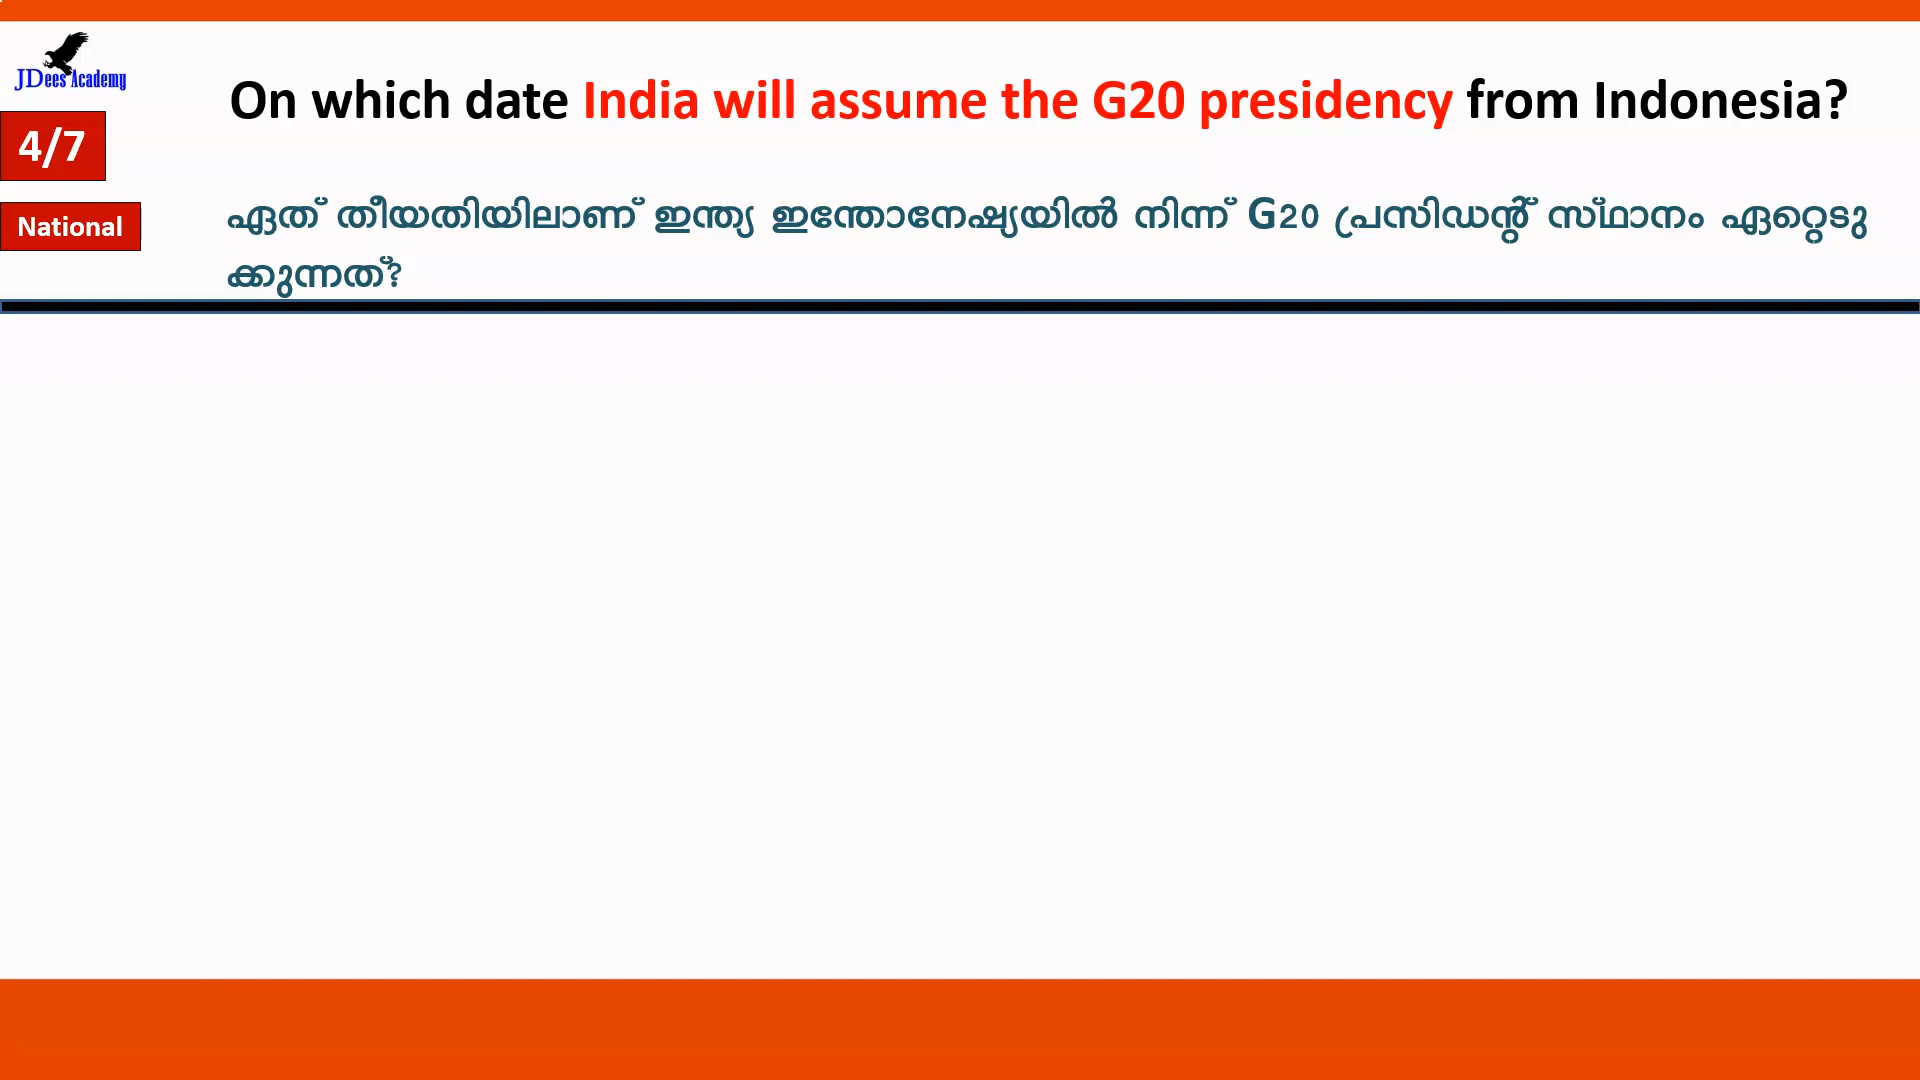 JDees Academy
On which date India will assume the G20 presidency from Indonesia?
4/7
National
ഏത് തീയതിയിലാണ് ഇന്ത്യ ഇന്തോനേഷ്യയിൽ നിന്ന് G20 പ്രസിഡന്റ് സ്ഥാനം ഏറ്റെടു
ക്കുന്നത്?